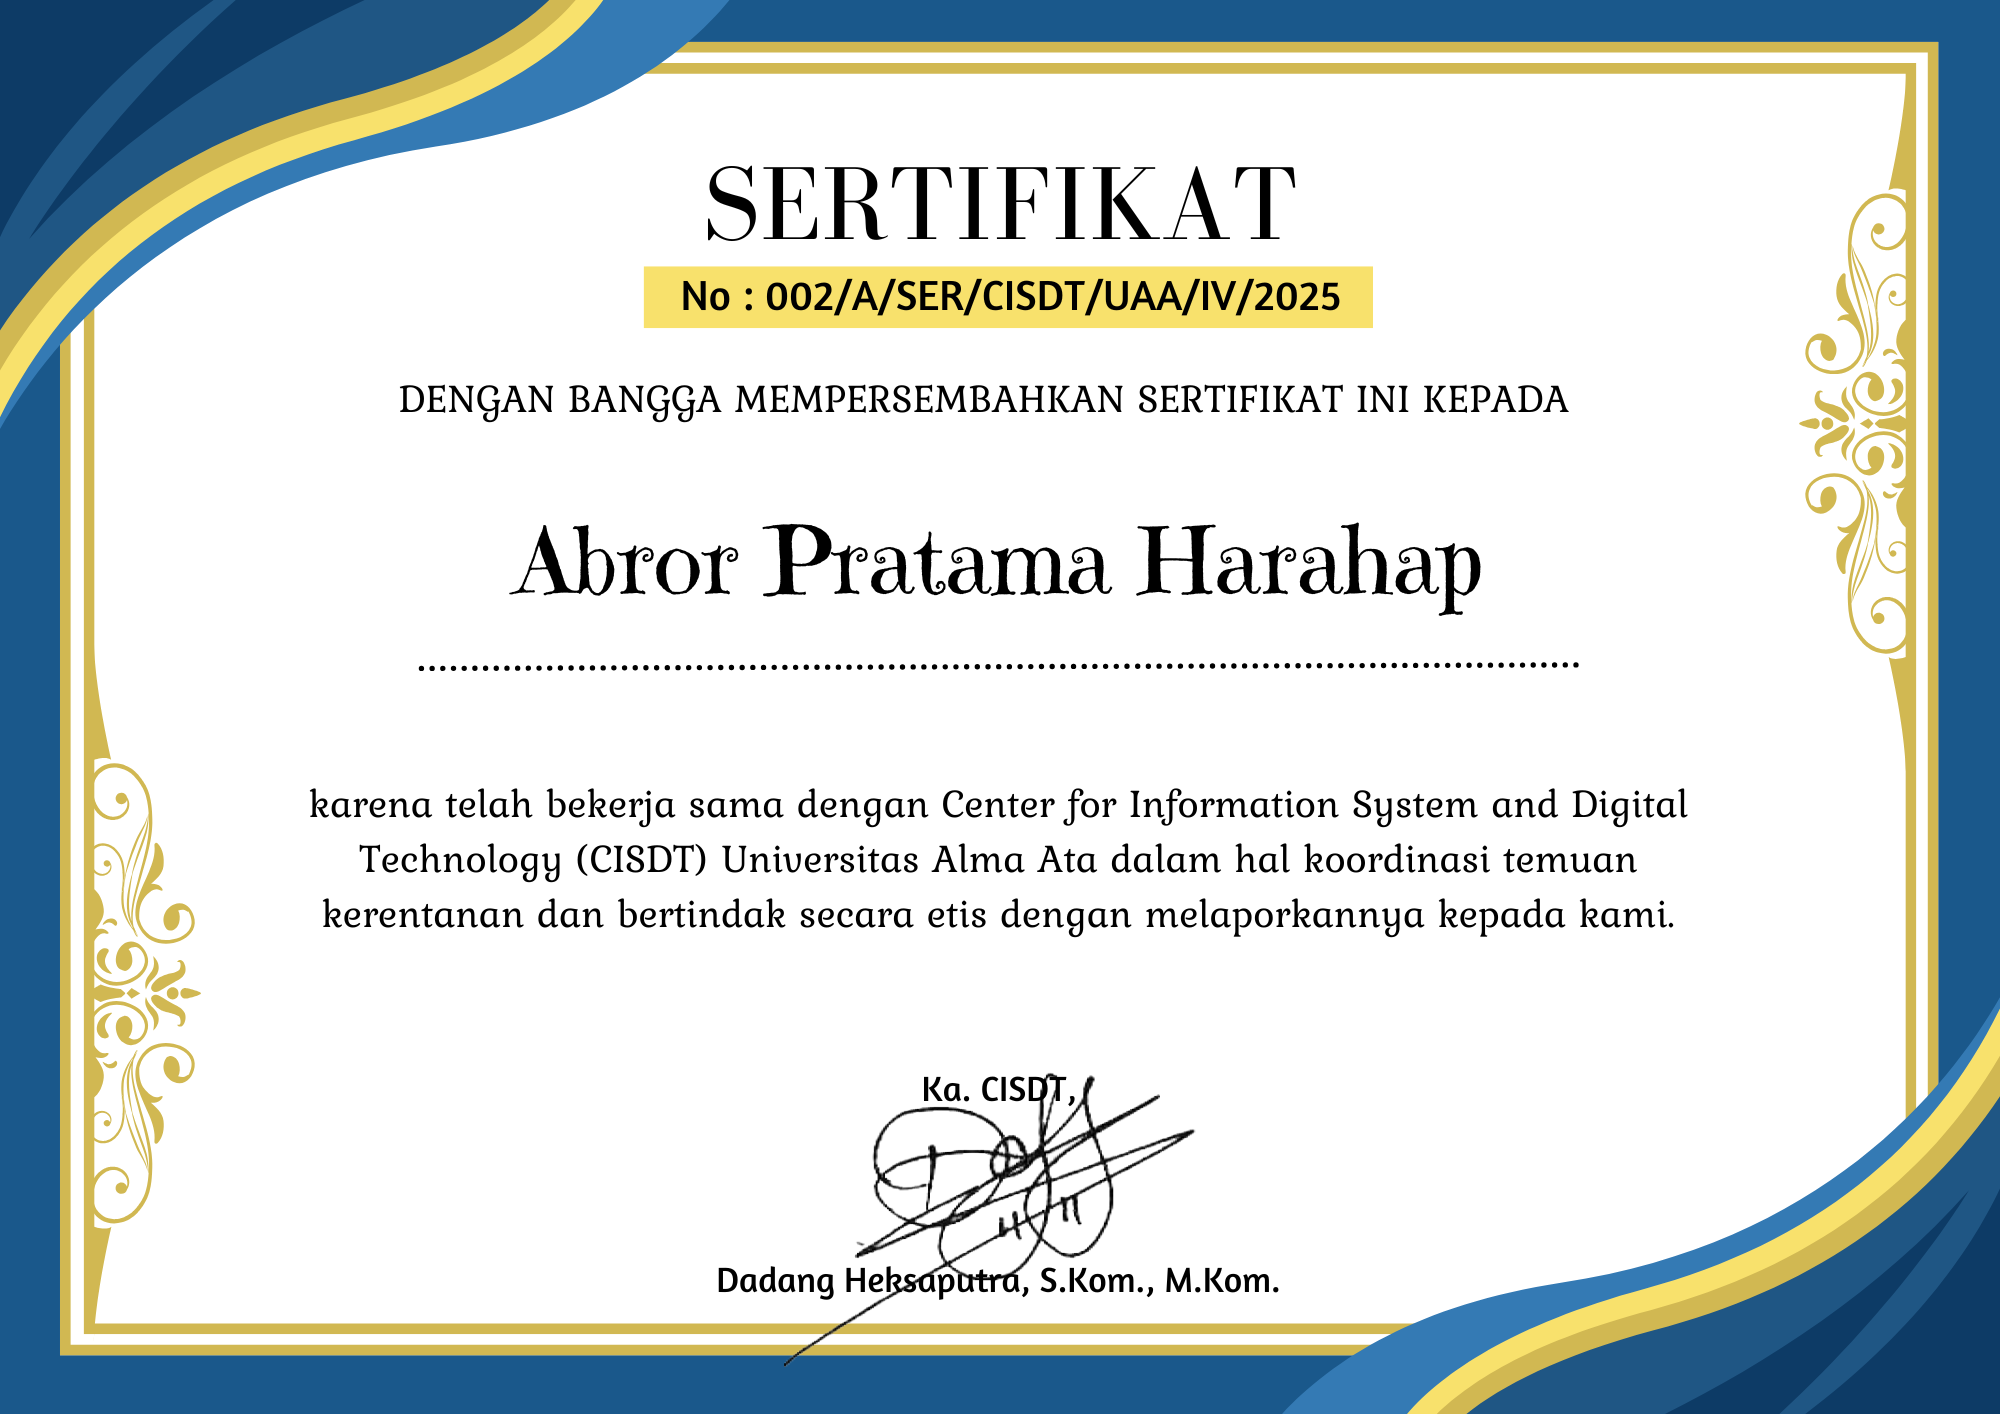 SERTIFIKAT
No : 002/A/SER/CISDT/UAA/IV/2025
DENGAN BANGGA MEMPERSEMBAHKAN SERTIFIKAT INI KEPADA
Abror Pratama Harahap
karena telah bekerja sama dengan Center for Information System and Digital
Technology (CISDT) Universitas Alma Ata dalam hal koordinasi temuan
kerentanan dan bertindak secara etis dengan melaporkannya kepada kami.
Ka. CISDT,
Dadang Heksaputra, S.Kom., M.Kom.